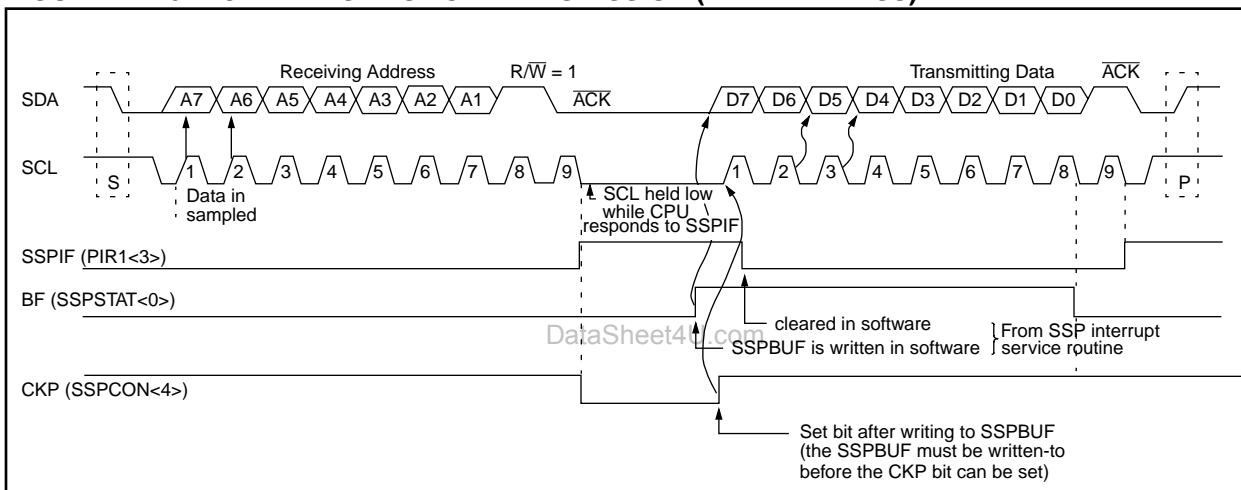 Receiving Address R/W = 1 Transmitting Data ACK
SDA A7 A6 A5 A4 A3 A2 A1 ACK D7 D6 D5 D4 D3 D2 D1 D0
SCL S 1 2 3 4 5 6 7 8 9 1 2 3 4 5 6 7 8 9 P
Data in
sampled
SCL held low
while CPU
responds to SSPIF
SSPIF (PIR1<3>)
BF (SSPSTAT<0>)
DataSheet4U.com
cleared in software
SSPBUF is written in software
From SSP interrupt
service routine
CKP (SSPCON<4>)
Set bit after writing to SSPBUF
(the SSPBUF must be written-to
before the CKP bit can be set)